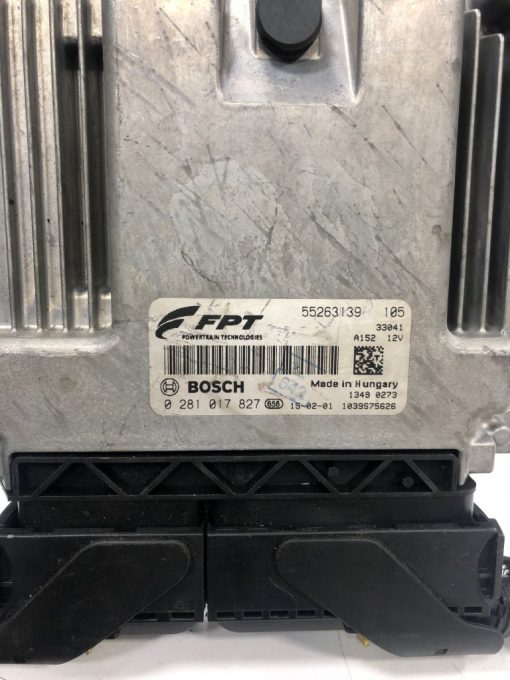 FPT 55263139 105
POWERTRAIN TECHNOLOGIES 33041
A152 12V
BOSCH Made in Hungary
1349 0273
0 281 017 827 658 15-02-01 1039S75626